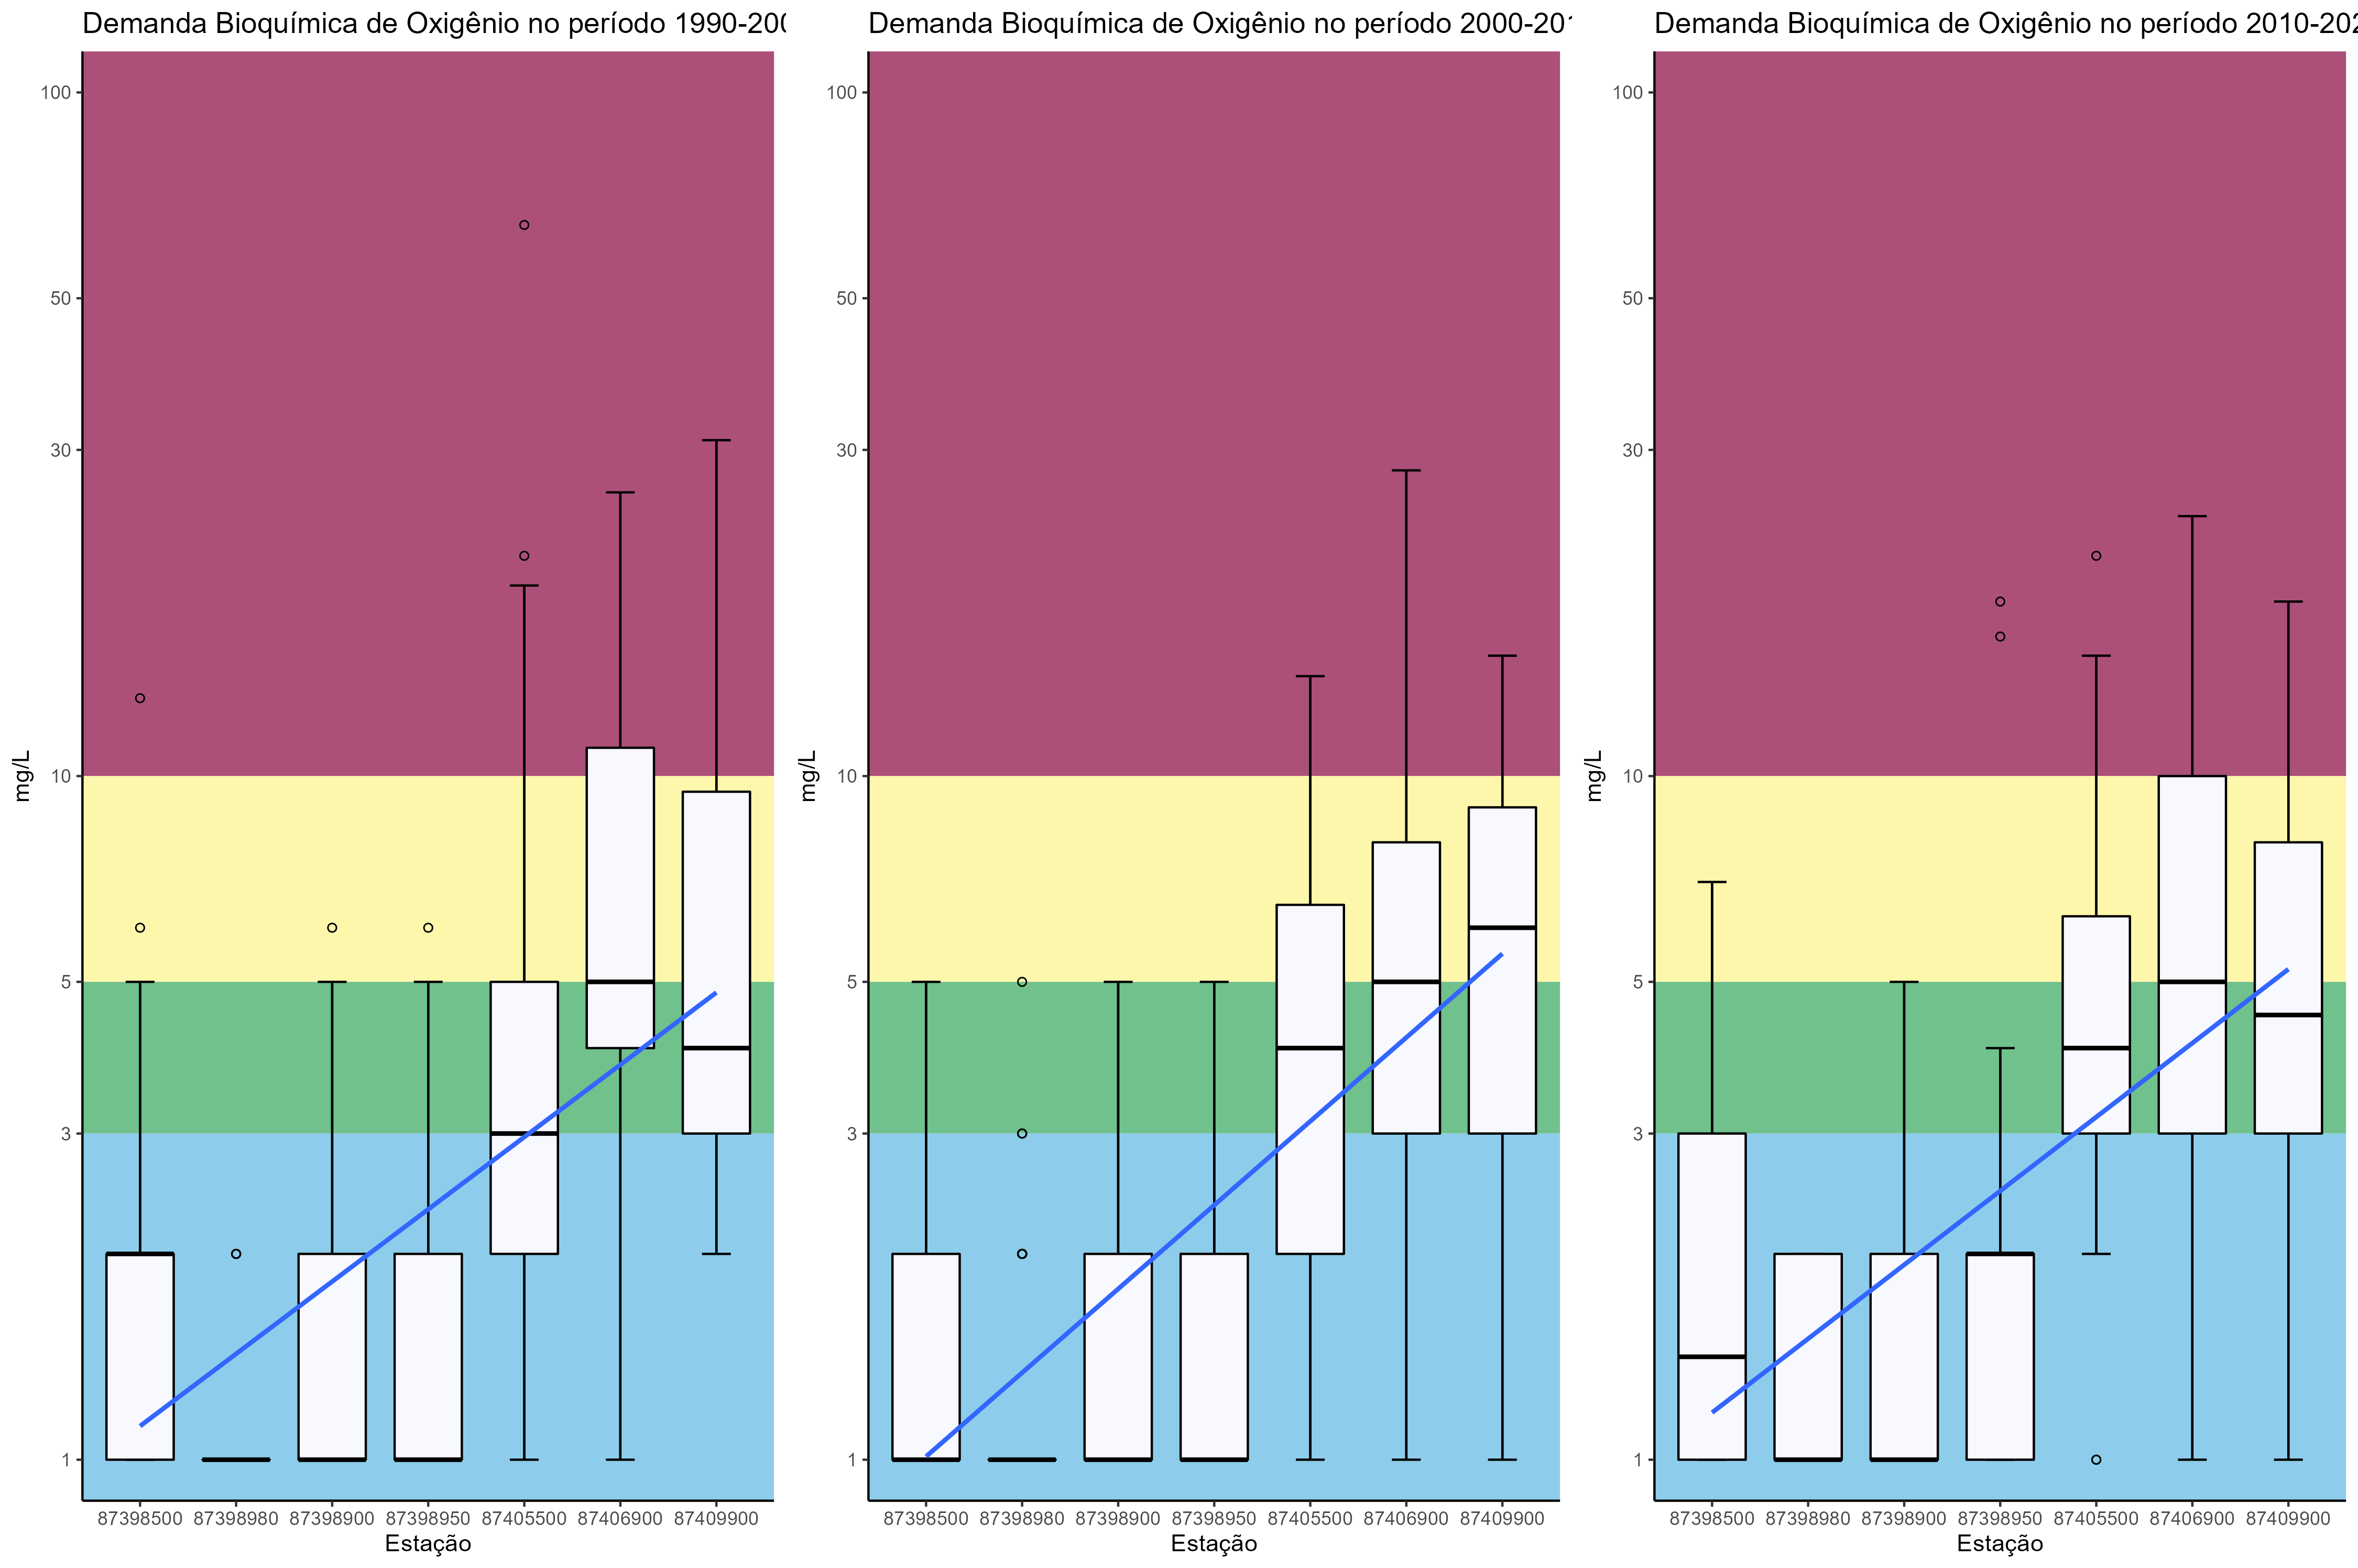 Demanda Bioquímica de Oxigênio no período 1990-200
mg/L
100
50
30
10
5
3
1
87398500 87398980 87398900 87398950 87405500 87406900 87409900
Estação
Demanda Bioquímica de Oxigênio no período 2000-201
mg/L
100
50
30
10
5
3
1
87398500 87398980 87398900 87398950 87405500 87406900 87409900
Estação
Demanda Bioquímica de Oxigênio no período 2010-202
mg/L
100
50
30
10
5
3
1
87398500 87398980 87398900 87398950 87405500 87406900 87409900
Estação